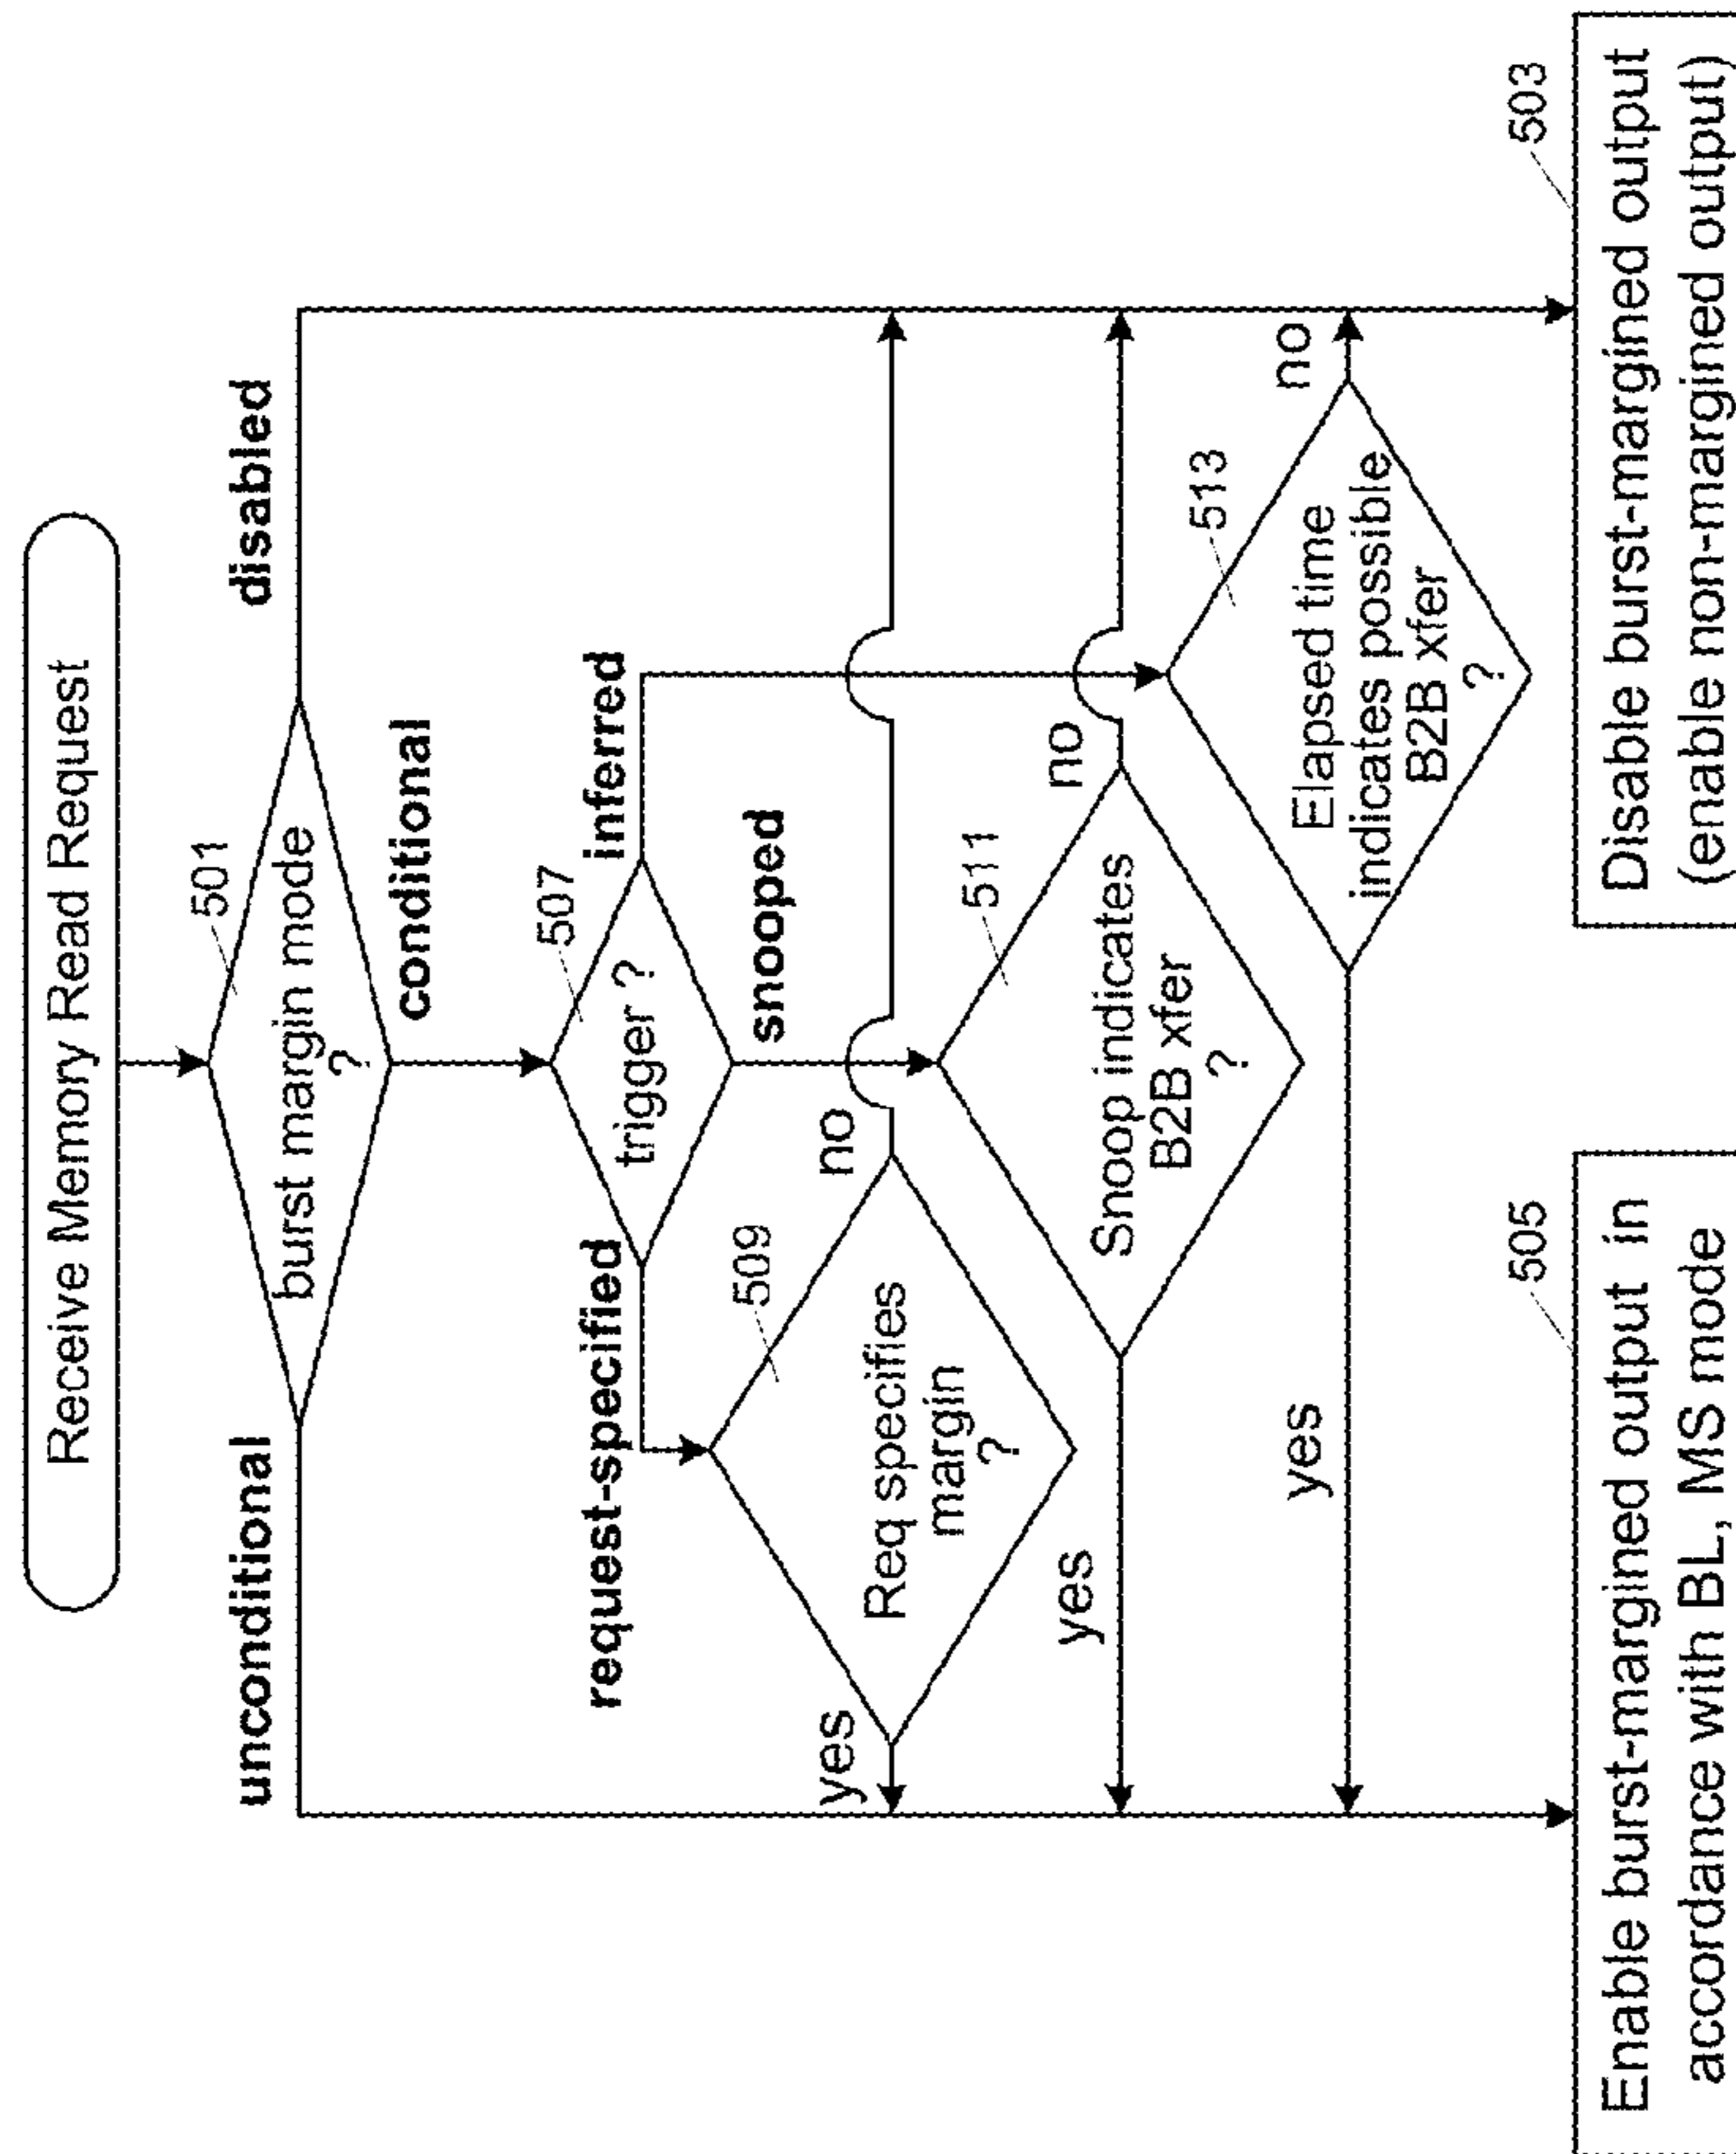 Receive Memory Read Request
501
burst margin mode
?
unconditional
disabled
conditional
507
trigger ?
request-specified
inferred
snooped
509
Req specifies
margin
?
yes
no
511
Snoop indicates
B2B xfer
?
yes
no
513
Elapsed time
indicates possible
B2B xfer
?
yes
no
505
Enable burst-margined output in
accordance with BL, MS mode
503
Disable burst-margined output
(enable non-margined output)